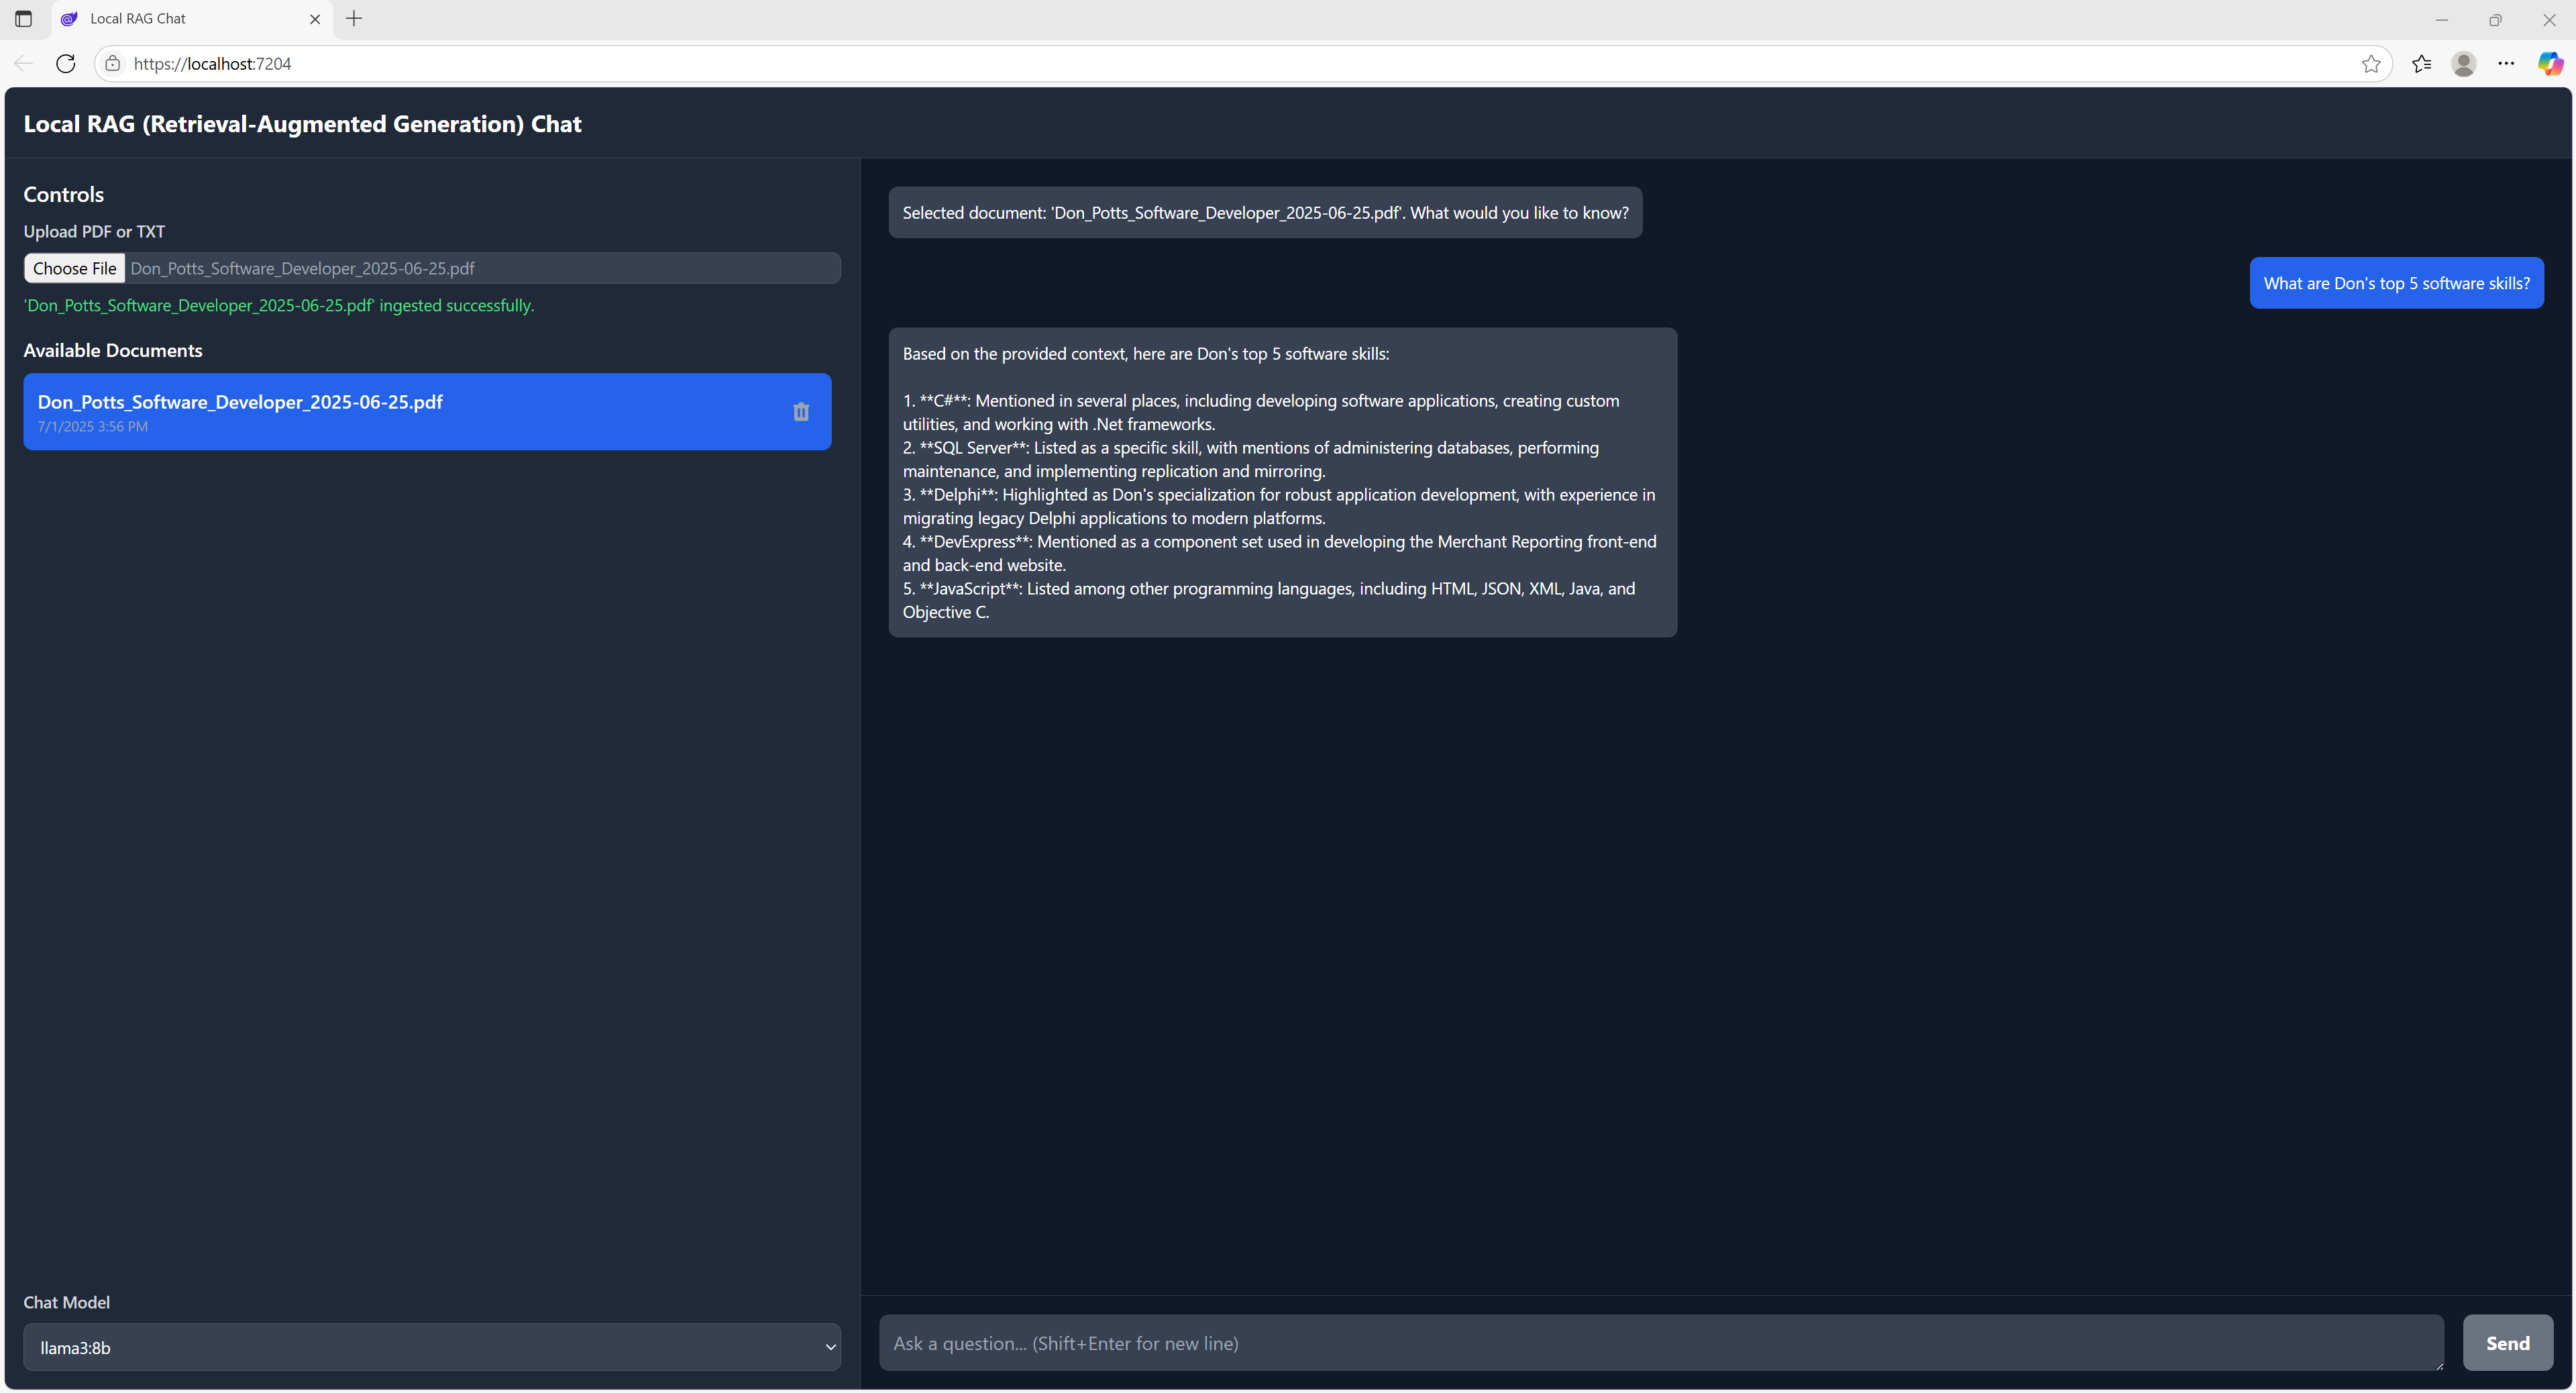 Local RAG Chat
https://localhost:7204
Local RAG (Retrieval-Augmented Generation) Chat
Controls
Upload PDF or TXT
Choose File Don_Potts_Software_Developer_2025-06-25.pdf
'Don_Potts_Software_Developer_2025-06-25.pdf' ingested successfully.
Available Documents
Don_Potts_Software_Developer_2025-06-25.pdf
7/1/2025 3:56 PM
Chat Model
llama3:8b
Selected document: 'Don_Potts_Software_Developer_2025-06-25.pdf'. What would you like to know?
What are Don's top 5 software skills?
Based on the provided context, here are Don's top 5 software skills:
1. **C#**: Mentioned in several places, including developing software applications, creating custom
utilities, and working with .Net frameworks.
2. **SQL Server**: Listed as a specific skill, with mentions of administering databases, performing
maintenance, and implementing replication and mirroring.
3. **Delphi**: Highlighted as Don's specialization for robust application development, with experience in
migrating legacy Delphi applications to modern platforms.
4. **DevExpress**: Mentioned as a component set used in developing the Merchant Reporting front-end
and back-end website.
5. **JavaScript**: Listed among other programming languages, including HTML, JSON, XML, Java, and
Objective C.
Ask a question... (Shift+Enter for new line)
Send